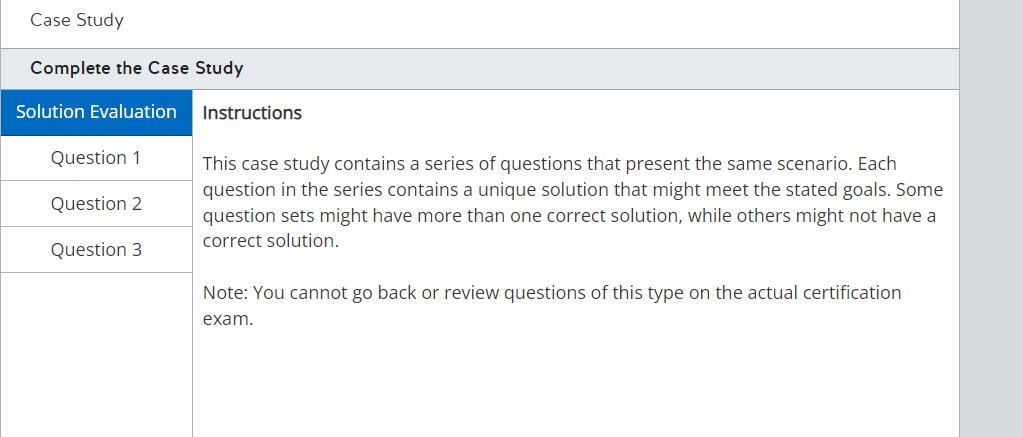 Case Study
Complete the Case Study
Solution Evaluation
Question 1
Question 2
Question 3
Instructions
This case study contains a series of questions that present the same scenario. Each
question in the series contains a unique solution that might meet the stated goals. Some
question sets might have more than one correct solution, while others might not have a
correct solution.
Note: You cannot go back or review questions of this type on the actual certification
exam.